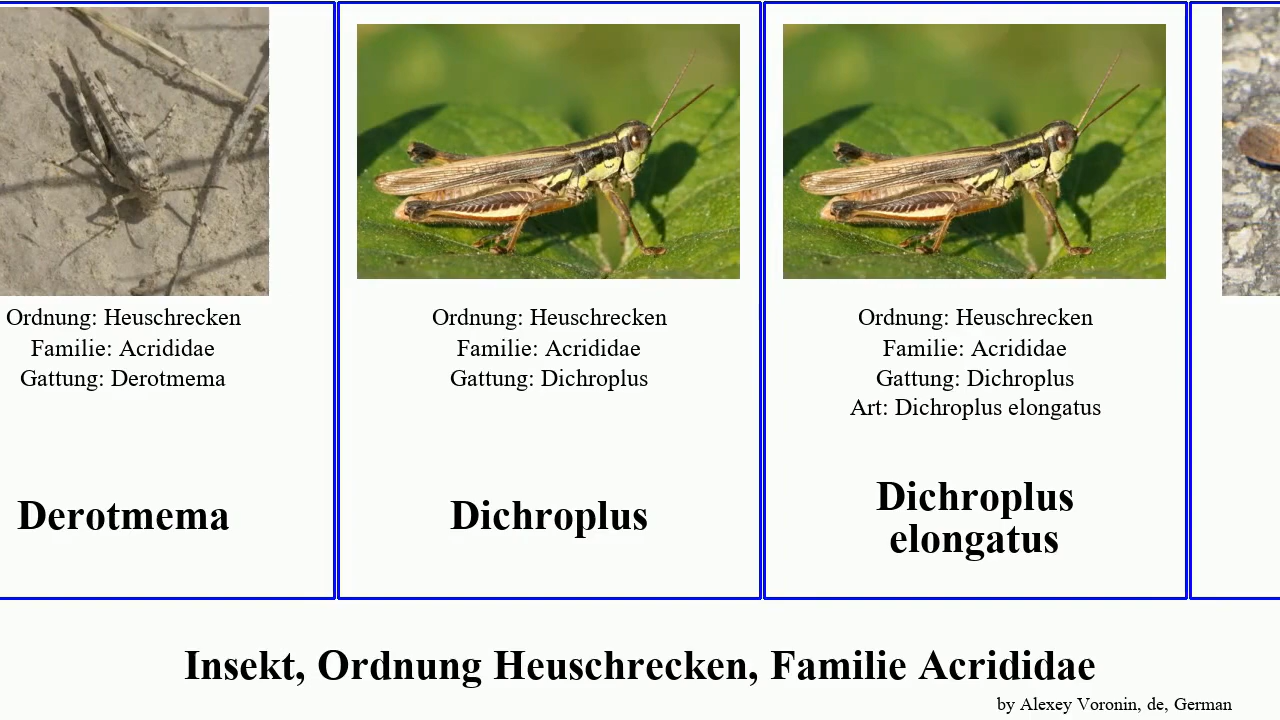 Ordnung: Heuschrecken
Familie: Acrididae
Gattung: Derotmema
Derotmema
Ordnung: Heuschrecken
Familie: Acrididae
Gattung: Dichroplus
Dichroplus
Ordnung: Heuschrecken
Familie: Acrididae
Gattung: Dichroplus
Art: Dichroplus elongatus
Dichroplus
elongatus
Insekt, Ordnung Heuschrecken, Familie Acrididae
by Alexey Voronin, de, German